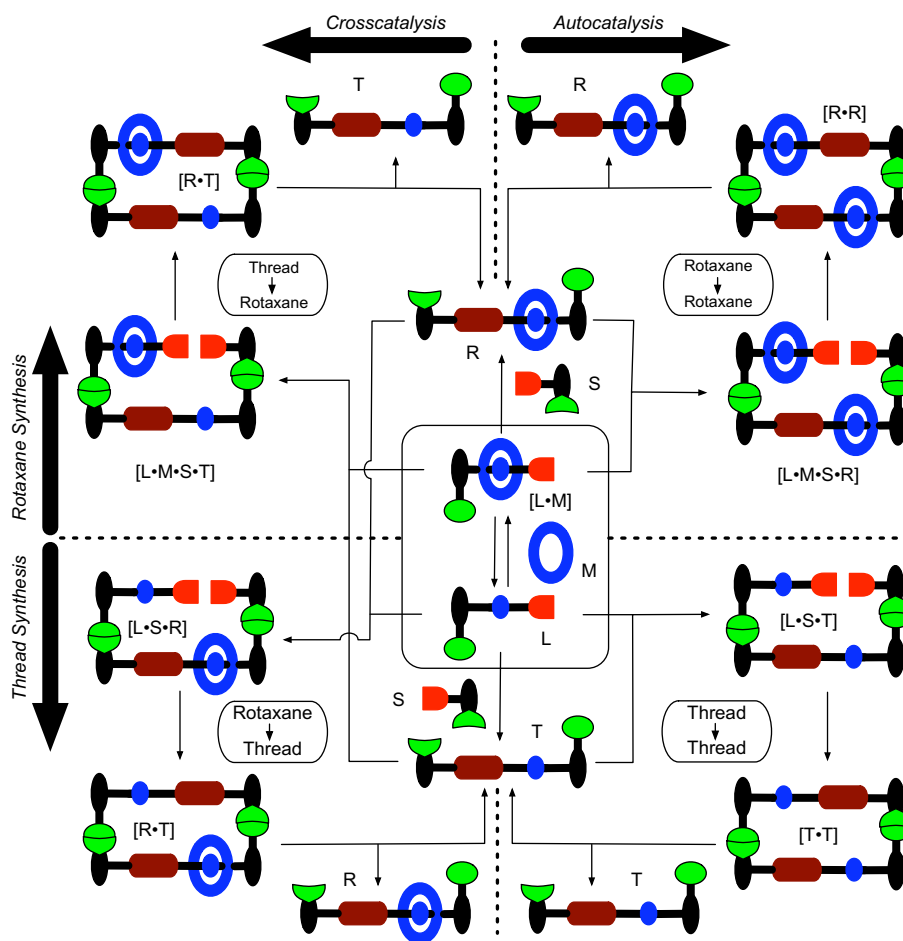 Crosscatalysis
Autocatalysis
T
R
[R•T]
[R•R]
Thread
Rotaxane
Rotaxane
Rotaxane
R
S
[L•M•S•T]
[L•M]
[L•M•S•R]
Rotaxane Synthesis
M
Thread Synthesis
[L•S•R]
L
[L•S•T]
S
T
Rotaxane
Thread
Thread
Thread
[R•T]
[T•T]
R
T